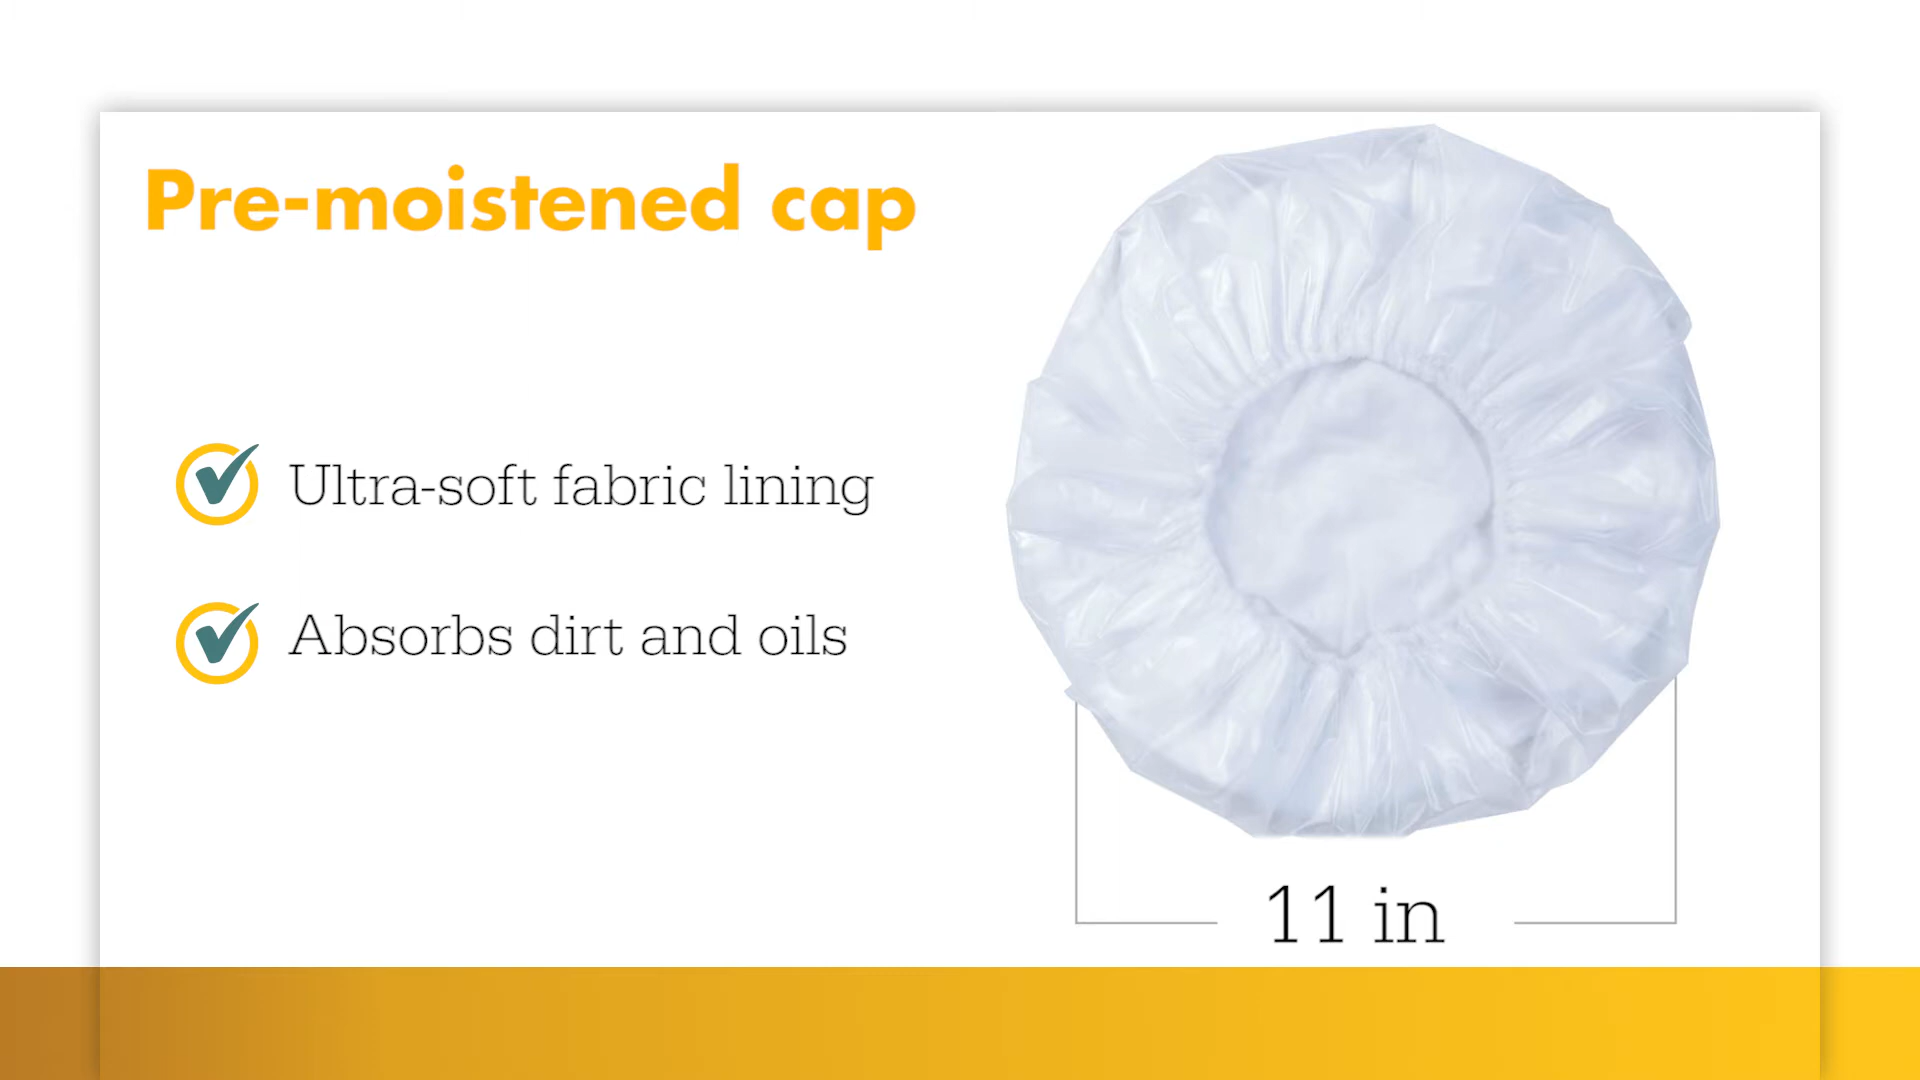 Pre-moistened cap
Ultra-soft fabric lining
Absorbs dirt and oils
11 in